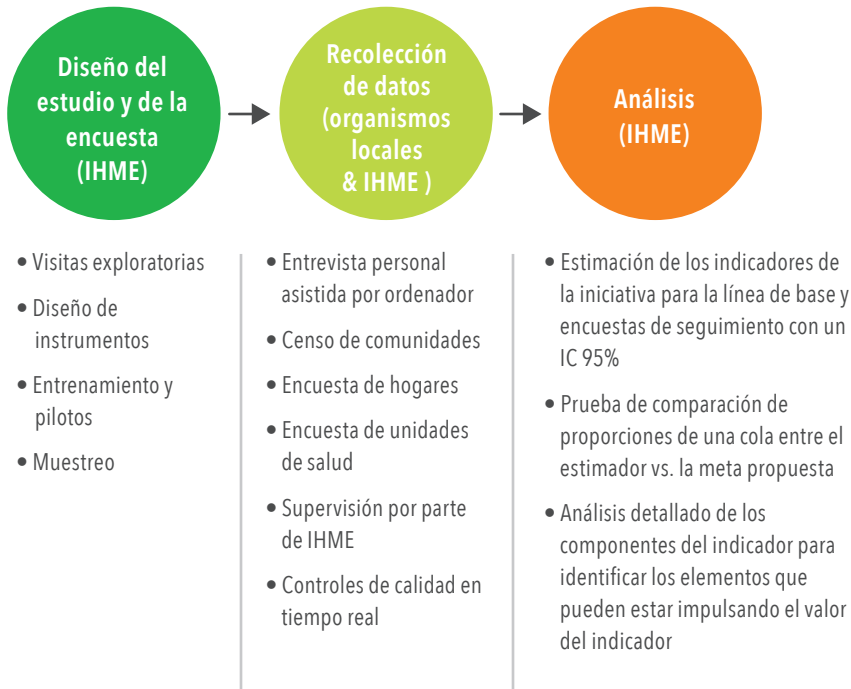 Diseño del
estudio y de la
encuesta
(IHME)
Recolección
de datos
(organismos
locales
& IHME )
Análisis
(IHME)
• Visitas exploratorias
• Diseño de
instrumentos
• Entrenamiento y
pilotos
• Muestreo
• Entrevista personal
asistida por ordenador
• Censo de comunidades
• Encuesta de hogares
• Encuesta de unidades
de salud
• Supervisión por parte
de IHME
• Controles de calidad en
tiempo real
• Estimación de los indicadores de
la iniciativa para la línea de base y
encuestas de seguimiento con un
IC 95%
• Prueba de comparación de
proporciones de una cola entre el
estimador vs. la meta propuesta
• Análisis detallado de los
componentes del indicador para
identificar los elementos que
pueden estar impulsando el valor
del indicador